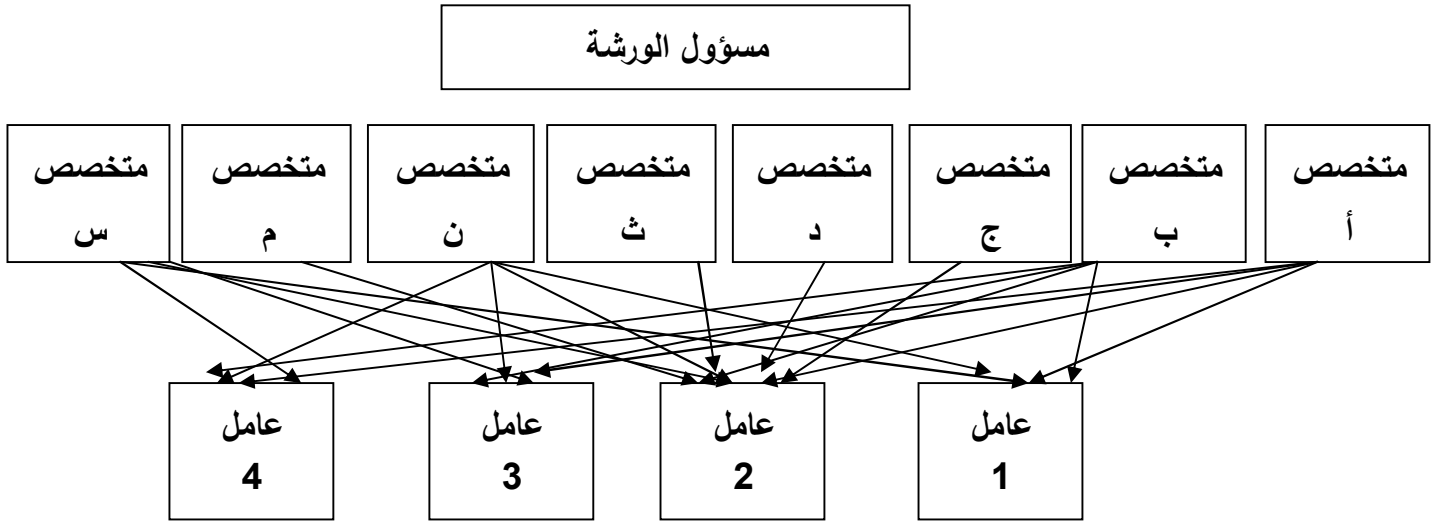 مسؤول الورشة
متخصص
أ
متخصص
ب
متخصص
ج
متخصص
د
متخصص
ث
متخصص
ن
متخصص
م
متخصص
س
عامل
1
عامل
2
عامل
3
عامل
4